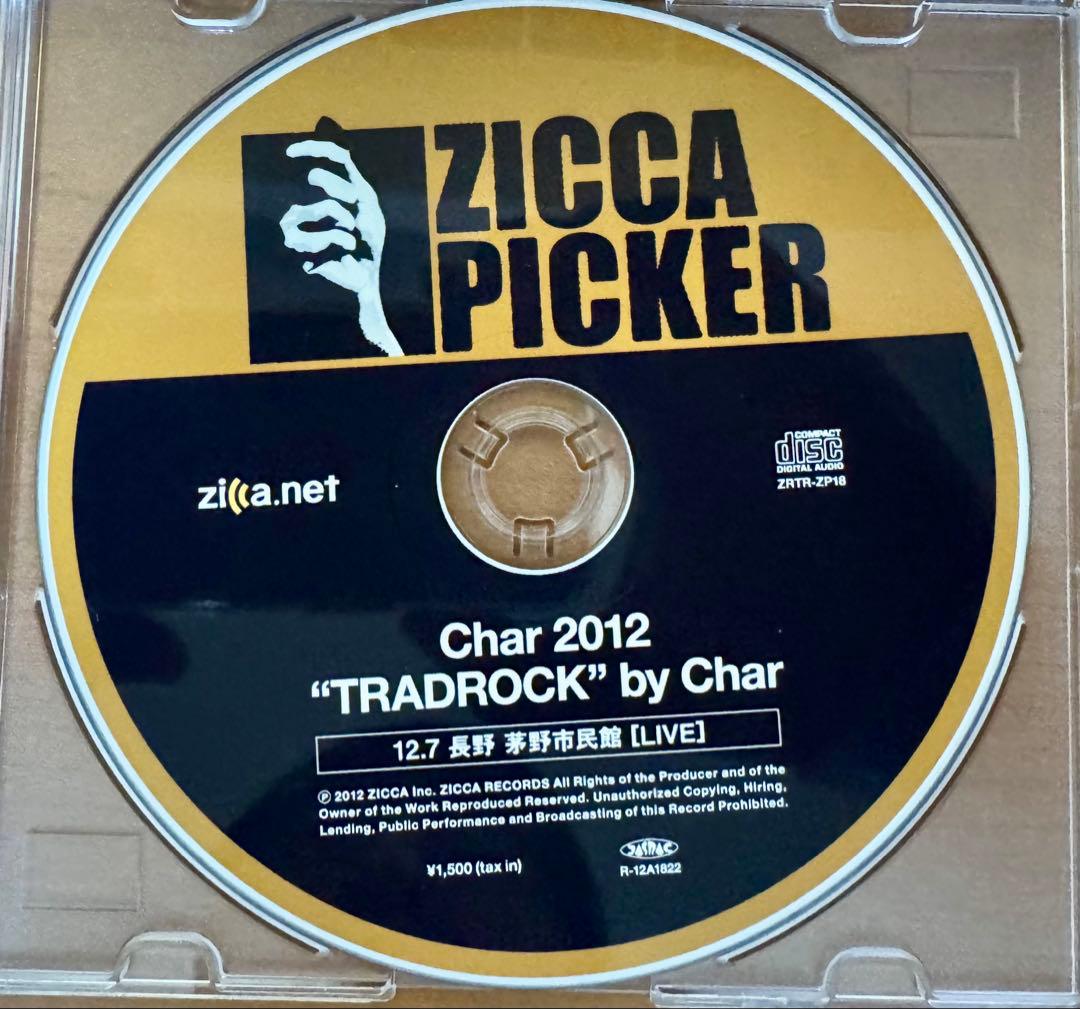 ZICCA
PICKER
zicca.net
COMPACT
disc
DIGITAL AUDIO
ZRTR-ZP18
Char 2012
“TRADROCK” by Char
12.7 長野 茅野市民館 [LIVE]
Ⓟ 2012 ZICCA Inc. ZICCA RECORDS All Rights of the Producer and of the
Owner of the Work Reproduced Reserved. Unauthorized Copying, Hiring,
Lending, Public Performance and Broadcasting of this Record Prohibited.
¥1,500 (tax in)
JASRAC
R-12A1822